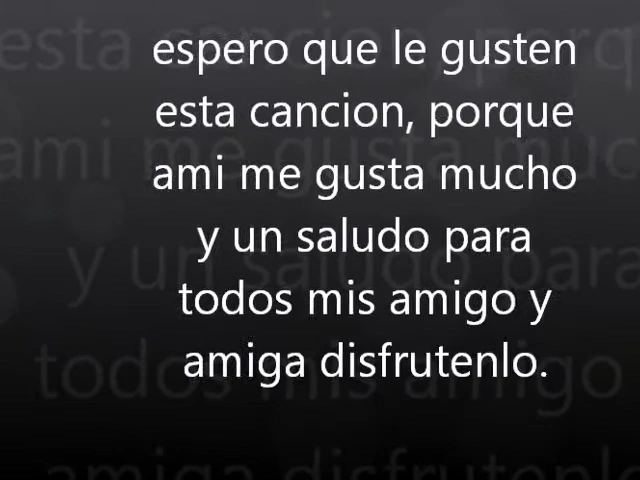 espero que le gusten
esta cancion, porque
ami me gusta mucho
y un saludo para
todos mis amigo y
amiga disfrutenlo.